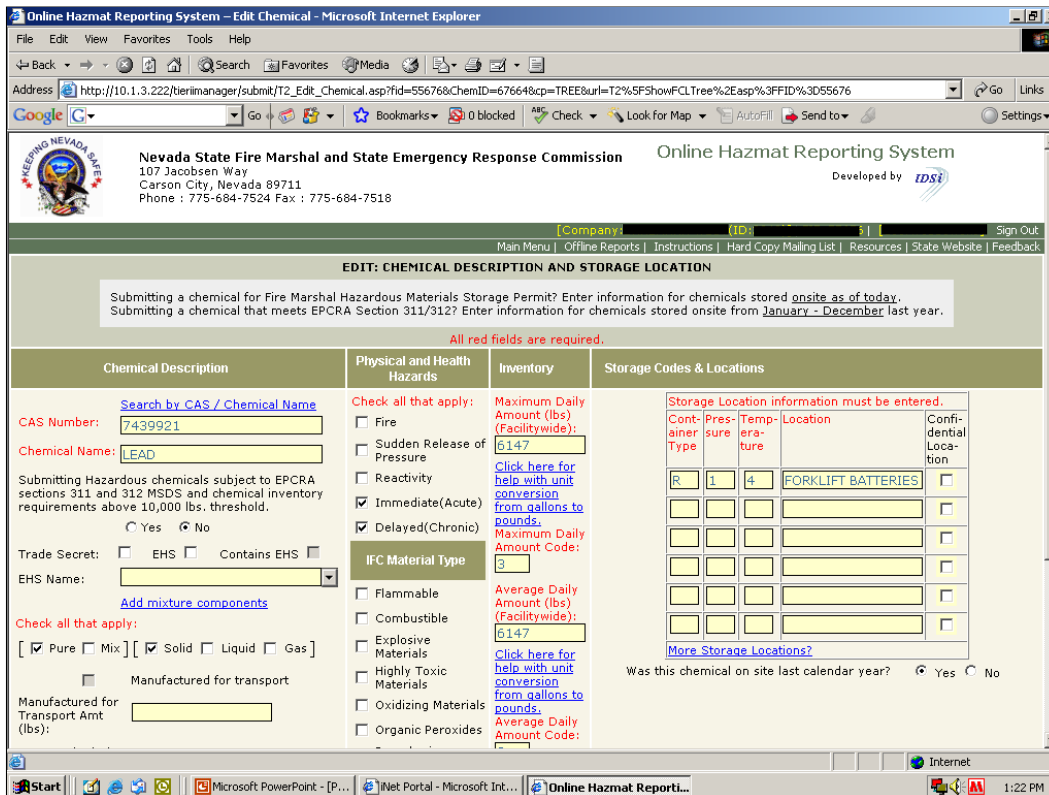 Online Hazmat Reporting System – Edit Chemical - Microsoft Internet Explorer
File Edit View Favorites Tools Help
Back Search Favorites Media
Address http://10.1.3.222/tieriimanager/submit/T2_Edit_Chemical.asp?fid=55676&ChemID=67664&cp=TREE&url=T2%5FShowFCLTree%2Easp%3FFID%3D55676 Go Links
Google G Go Bookmarks 0 blocked ABC Check Look for Map AutoFill Send to Settings
KEEPING NEVADA SAFE
Nevada State Fire Marshal and State Emergency Response Commission
107 Jacobsen Way
Carson City, Nevada 89711
Phone : 775-684-7524 Fax : 775-684-7518
Online Hazmat Reporting System
Developed by IDSi
[Company: (ID: 6 | [ ] Sign Out
Main Menu | Offline Reports | Instructions | Hard Copy Mailing List | Resources | State Website | Feedback
EDIT: CHEMICAL DESCRIPTION AND STORAGE LOCATION
Submitting a chemical for Fire Marshal Hazardous Materials Storage Permit? Enter information for chemicals stored onsite as of today.
Submitting a chemical that meets EPCRA Section 311/312? Enter information for chemicals stored onsite from January - December last year.
All red fields are required.
Chemical Description
Search by CAS / Chemical Name
CAS Number: 7439921
Chemical Name: LEAD
Submitting Hazardous chemicals subject to EPCRA
sections 311 and 312 MSDS and chemical inventory
requirements above 10,000 lbs. threshold.
Yes No
Trade Secret: EHS Contains EHS
EHS Name:
Add mixture components
Check all that apply:
[ Pure Mix ] [ Solid Liquid Gas ]
Manufactured for transport
Manufactured for
Transport Amt
(lbs):
Physical and Health
Hazards
Check all that apply:
Fire
Sudden Release of
Pressure
Reactivity
Immediate(Acute)
Delayed(Chronic)
IFC Material Type
Flammable
Combustible
Explosive
Materials
Highly Toxic
Materials
Oxidizing Materials
Organic Peroxides
Inventory
Maximum Daily
Amount (lbs)
(Facilitywide):
6147
Click here for
help with unit
conversion
from gallons to
pounds.
Maximum Daily
Amount Code:
3
Average Daily
Amount (lbs)
(Facilitywide):
6147
Click here for
help with unit
conversion
from gallons to
pounds.
Average Daily
Amount Code:
Storage Codes & Locations
Storage Location information must be entered.
Cont- Pres- Temp- Location Confi-
ainer sure era- dential
Type ture Loca-
tion
R 1 4 FORKLIFT BATTERIES
More Storage Locations?
Was this chemical on site last calendar year? Yes No
Internet
Start Microsoft PowerPoint - [P... iNet Portal - Microsoft Int... Online Hazmat Reporti... 1:22 PM